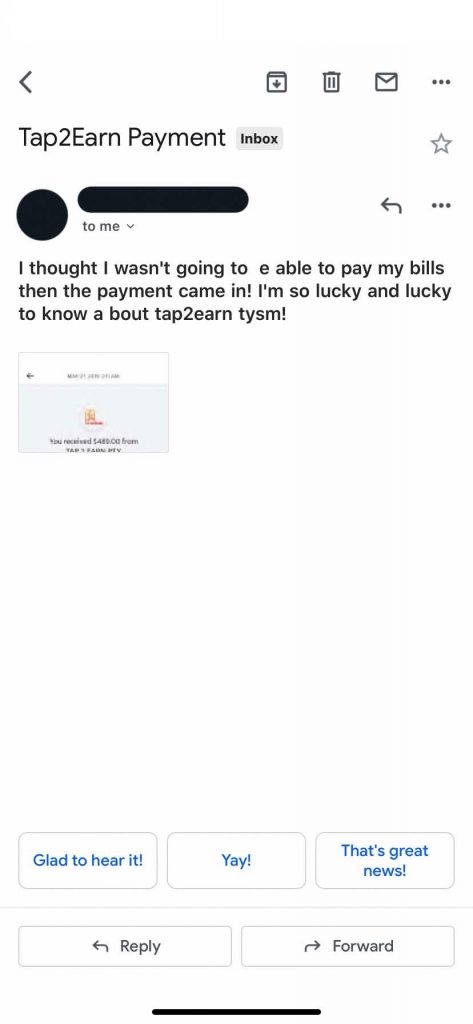 Tap2Earn Payment Inbox
to me
I thought I wasn't going to  e able to pay my bills
then the payment came in! I'm so lucky and lucky
to know a bout tap2earn tysm!
You received $480.00 from
TAP 2 EARN PTY
Glad to hear it!
Yay!
That's great
news!
Reply
Forward